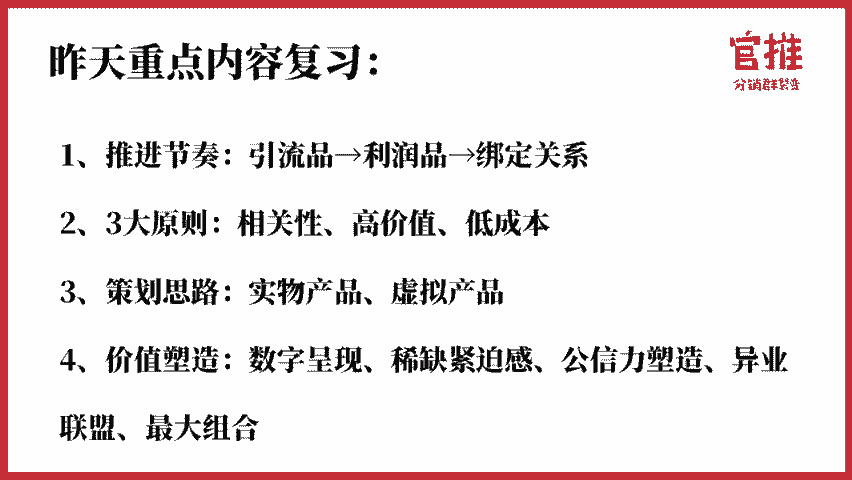 昨天重点内容复习：
官推
分销群裂变
1、推进节奏：引流品→利润品→绑定关系
2、3大原则：相关性、高价值、低成本
3、策划思路：实物产品、虚拟产品
4、价值塑造：数字呈现、稀缺紧迫感、公信力塑造、异业
联盟、最大组合